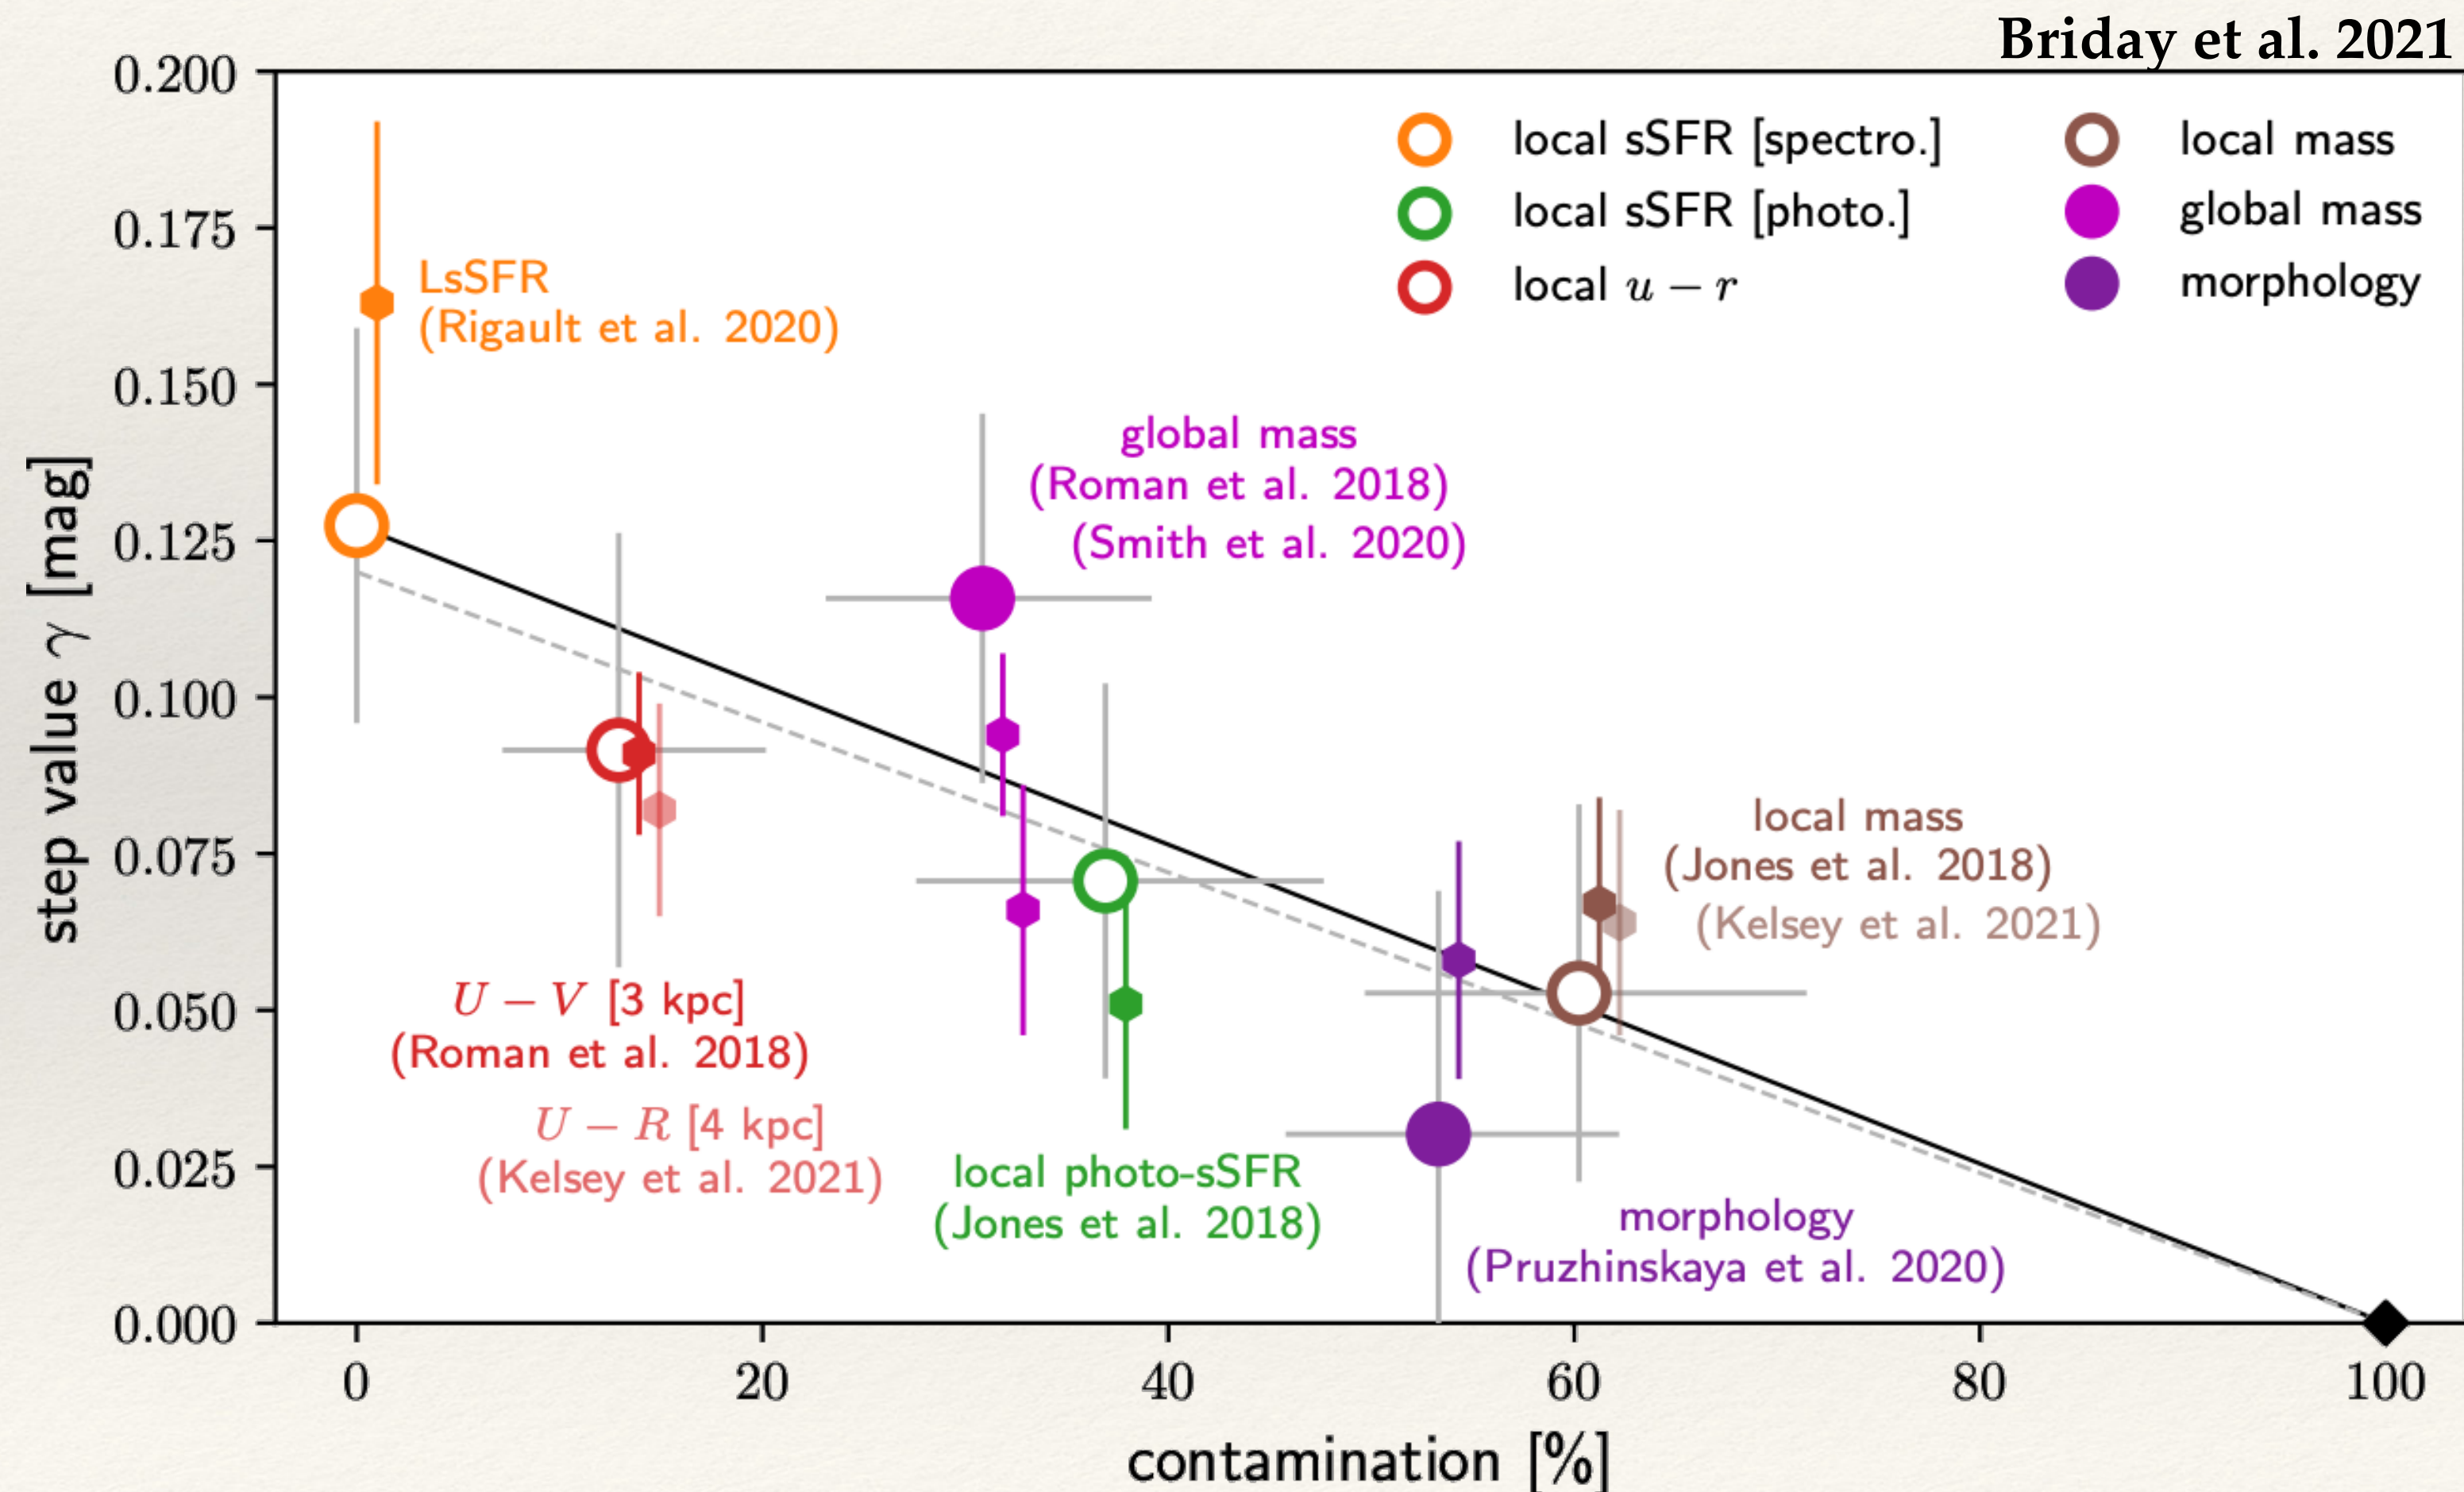 Briday et al. 2021
0.200
0.175
0.150
0.125
0.100
0.075
0.050
0.025
0.000
step value γ [mag]
local sSFR [spectro.]
local sSFR [photo.]
local u − r
local mass
global mass
morphology
LsSFR
(Rigault et al. 2020)
global mass
(Roman et al. 2018)
(Smith et al. 2020)
local mass
(Jones et al. 2018)
(Kelsey et al. 2021)
U − V [3 kpc]
(Roman et al. 2018)
U − R [4 kpc]
(Kelsey et al. 2021)
local photo-sSFR
(Jones et al. 2018)
morphology
(Pruzhinskaya et al. 2020)
0
20
40
60
80
100
contamination [%]